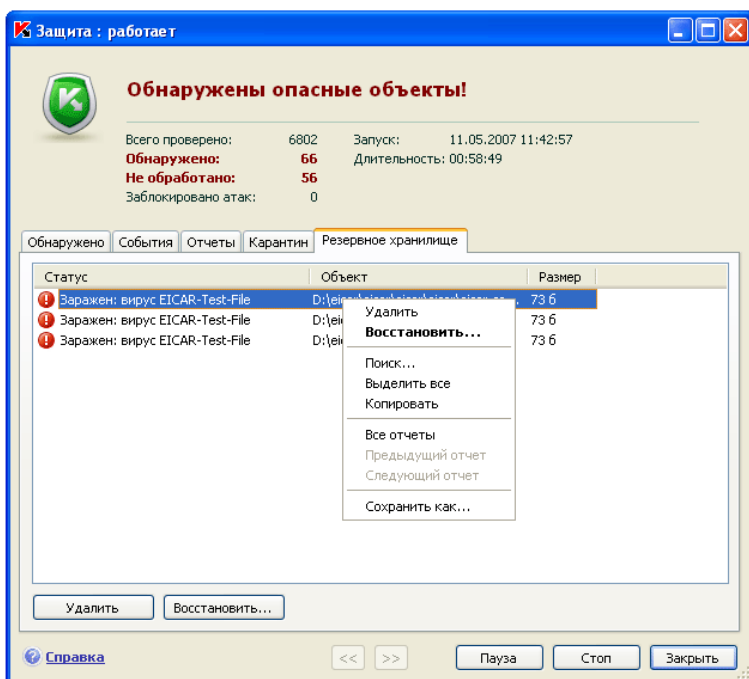 Защита : работает
Обнаружены опасные объекты!
Всего проверено: 6802 Запуск: 11.05.2007 11:42:57
Обнаружено: 66 Длительность: 00:58:49
Не обработано: 56
Заблокировано атак: 0
Обнаружено События Отчеты Карантин Резервное хранилище
Статус Объект Размер
Заражен: вирус EICAR-Test-File 73 б
Заражен: вирус EICAR-Test-File 73 б
Заражен: вирус EICAR-Test-File 73 б
Удалить
Восстановить...
Поиск...
Выделить все
Копировать
Все отчеты
Предыдущий отчет
Следующий отчет
Сохранить как...
Удалить Восстановить...
Справка << >> Пауза Стоп Закрыть